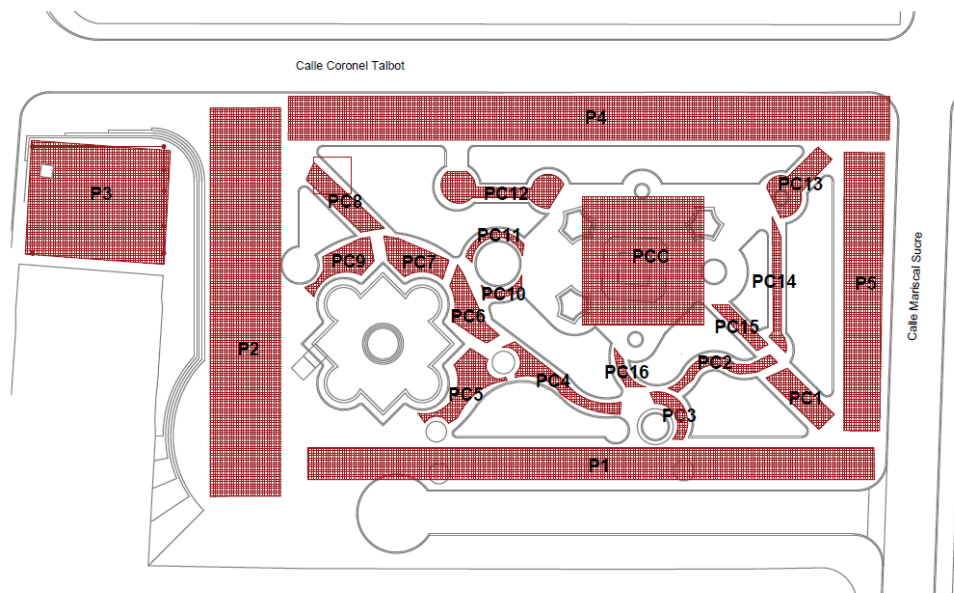 Calle Coronel Talbot
P4
P3
PC13
PC12
PC8
PC11
PCC
PC9
PC7
PC14
P5
Calle Mariscal Sucre
PC10
PC6
PC15
P2
PC2
PC16
PC4
PC5
PC1
PC3
P1